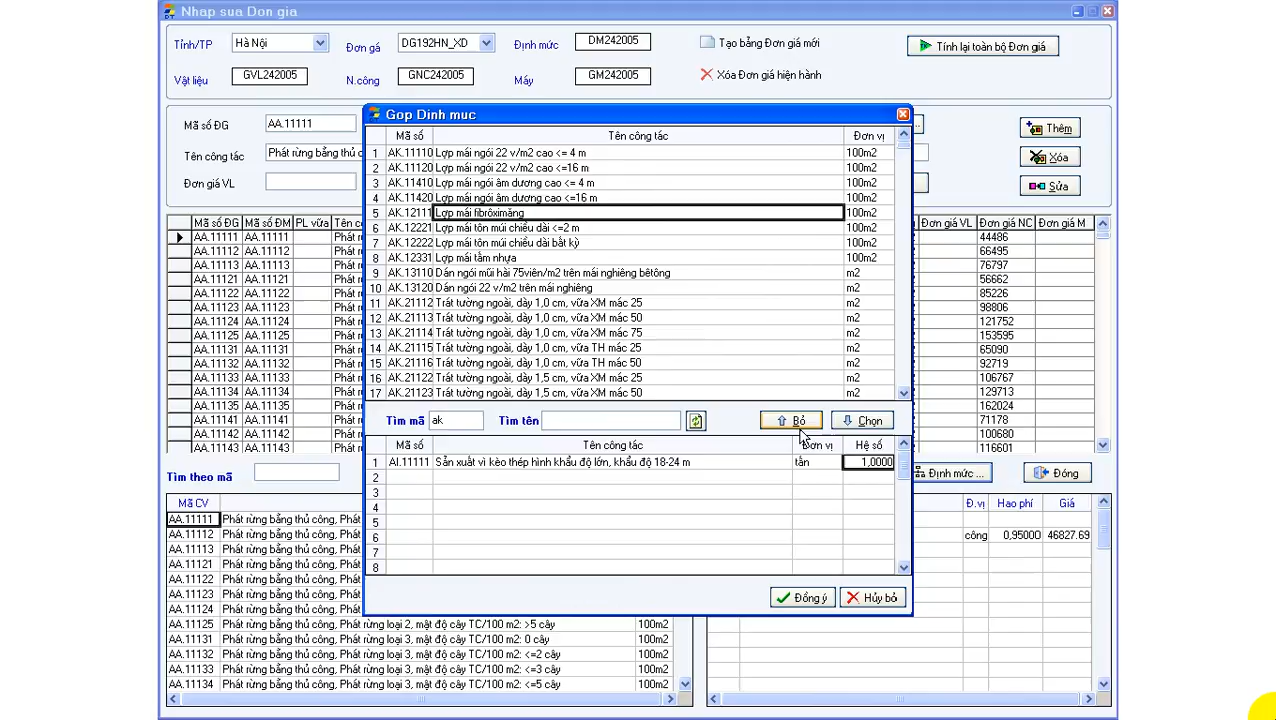 Nhap sua Don gia
Tỉnh/TP Hà Nội Đơn gá DG192HN_XD Định mức DM242005 Tạo bảng Đơn giá mới Tính lại toàn bộ Đơn giá
Vật liệu GVL242005 N.công GNC242005 Máy GM242005 Xóa Đơn giá hiện hành
Gop Dinh muc
Mã số ĐG AA.11111 Thêm
Tên công tác Phát rừng bằng thủ c Xóa
Đơn giá VL Sửa
Mã số Tên công tác Đơn vị
1 AK.11110 Lợp mái ngói 22 v/m2 cao <= 4 m 100m2
2 AK.11120 Lợp mái ngói 22 v/m2 cao <=16 m 100m2
3 AK.11410 Lợp mái ngói âm dương cao <= 4 m 100m2
4 AK.11420 Lợp mái ngói âm dương cao <=16 m 100m2
5 AK.12111 Lợp mái fibrôximăng 100m2
6 AK.12221 Lợp mái tôn múi chiều dài <=2 m 100m2
7 AK.12222 Lợp mái tôn múi chiều dài bất kỳ 100m2
8 AK.12331 Lợp mái tấm nhựa 100m2
9 AK.13110 Dán ngói mũi hài 75viên/m2 trên mái nghiêng bêtông m2
10 AK.13120 Dán ngói 22 v/m2 trên mái nghiêng m2
11 AK.21112 Trát tường ngoài, dày 1,0 cm, vữa XM mác 25 m2
12 AK.21113 Trát tường ngoài, dày 1,0 cm, vữa XM mác 50 m2
13 AK.21114 Trát tường ngoài, dày 1,0 cm, vữa XM mác 75 m2
14 AK.21115 Trát tường ngoài, dày 1,0 cm, vữa TH mác 25 m2
15 AK.21116 Trát tường ngoài, dày 1,0 cm, vữa TH mác 50 m2
16 AK.21122 Trát tường ngoài, dày 1,5 cm, vữa XM mác 25 m2
17 AK.21123 Trát tường ngoài, dày 1,5 cm, vữa XM mác 50 m2
Tìm mã ak Tìm tên Bỏ Chọn
Mã số Tên công tác Đơn vị Hệ số
1 AI.11111 Sản xuất vì kèo thép hình khẩu độ lớn, khẩu độ 18-24 m tấn 1,0000
2
3
4
5
6
7
8
Đồng ý Hủy bỏ
Mã số ĐG Mã số ĐM PL vữa Tên c Đơn giá VL Đơn giá NC Đơn giá M
AA.11111 AA.11111 Phát r 44486
AA.11112 AA.11112 Phát r 66495
AA.11113 AA.11113 Phát r 76797
AA.11121 AA.11121 Phát r 56662
AA.11122 AA.11122 Phát r 85226
AA.11123 AA.11123 Phát r 98806
AA.11124 AA.11124 Phát r 121752
AA.11125 AA.11125 Phát r 153595
AA.11131 AA.11131 Phát r 65090
AA.11132 AA.11132 Phát r 92719
AA.11133 AA.11133 Phát r 106767
AA.11134 AA.11134 Phát r 129713
AA.11135 AA.11135 Phát r 162024
AA.11141 AA.11141 Phát r 71177
AA.11142 AA.11142 Phát r 100680
AA.11143 AA.11143 Phát r 116601
Tìm theo mã Định mức ... Đóng
Mã CV Đ.vị Hao phí Giá
AA.11111 Phát rừng bằng thủ công, Phát
AA.11112 Phát rừng bằng thủ công, Phát công 0,95000 46827.69
AA.11113 Phát rừng bằng thủ công, Phát
AA.11121 Phát rừng bằng thủ công, Phát
AA.11122 Phát rừng bằng thủ công, Phát
AA.11123 Phát rừng bằng thủ công, Phát
AA.11124 Phát rừng bằng thủ công, Phát
AA.11125 Phát rừng bằng thủ công, Phát rừng loại 2, mật độ cây TC/100 m2: >5 cây 100m2
AA.11131 Phát rừng bằng thủ công, Phát rừng loại 3, mật độ cây TC/100 m2: 0 cây 100m2
AA.11132 Phát rừng bằng thủ công, Phát rừng loại 3, mật độ cây TC/100 m2: <=2 cây 100m2
AA.11133 Phát rừng bằng thủ công, Phát rừng loại 3, mật độ cây TC/100 m2: <=3 cây 100m2
AA.11134 Phát rừng bằng thủ công, Phát rừng loại 3, mật độ cây TC/100 m2: <=5 cây 100m2